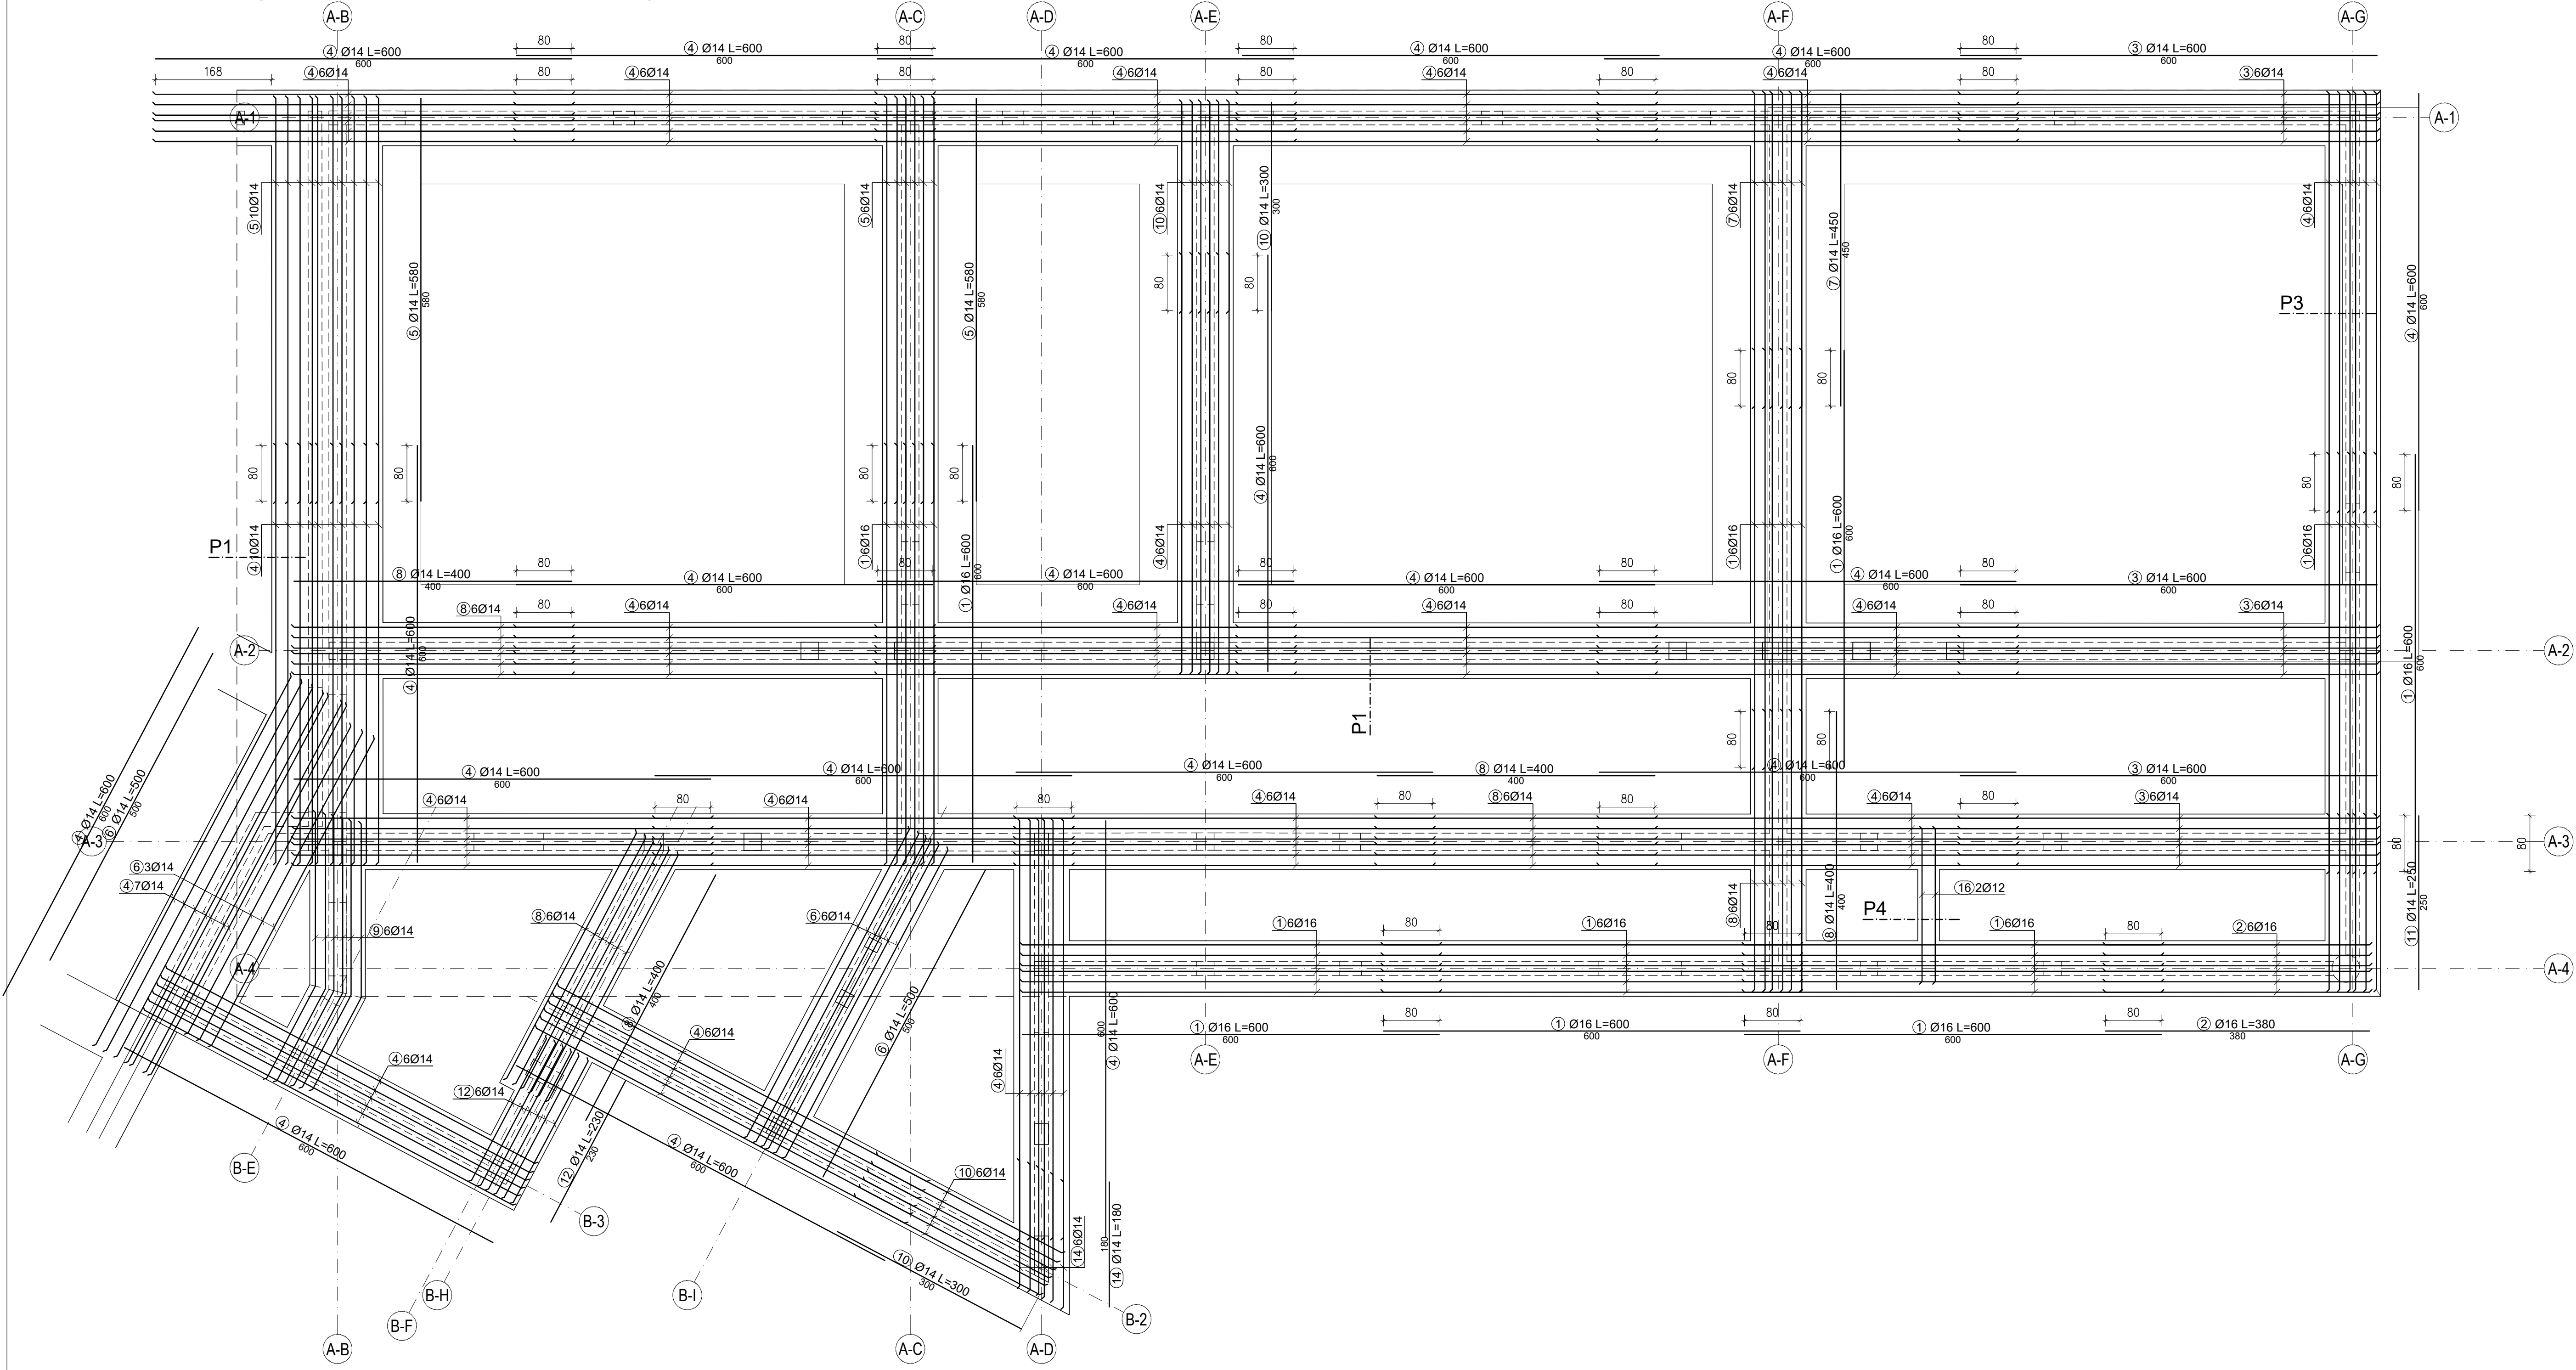 A-B A-C A-D A-E A-F A-G
④ Ø14 L=600 80 ④ Ø14 L=600 80 ④ Ø14 L=600 80 ④ Ø14 L=600 ④ Ø14 L=600 80 ③ Ø14 L=600
600 600 600 600 600 600
168 ④6Ø14 80 ④6Ø14 80 ④6Ø14 80 ④6Ø14 80 ④6Ø14 80 ③6Ø14
A-1 A-1
⑤10Ø14 ⑤6Ø14 ⑩6Ø14 ⑩ Ø14 L=300 ⑦6Ø14 ④6Ø14
300
⑤ Ø14 L=580 ⑤ Ø14 L=580 80 80 ⑦ Ø14 L=450 ④ Ø14 L=600
580 580 450 600
P3
80 80
80 80 80 80 ④ Ø14 L=600 80 80
600
④10Ø14 ①6Ø16 ① Ø16 L=600 ④6Ø14 ①6Ø16 ① Ø16 L=600 ①6Ø16
600 600
P1
⑧ Ø14 L=400 80 ④ Ø14 L=600 80 ④ Ø14 L=600 80 ④ Ø14 L=600 80 ④ Ø14 L=600 80 ③ Ø14 L=600
400 600 600 600 600 600
⑧6Ø14 80 ④6Ø14 ④6Ø14 80 ④6Ø14 80 ④6Ø14 80 ③6Ø14
④ Ø14 L=600 ① Ø16 L=600
600 600
A-2 A-2
P1
80 80
④ Ø14 L=600 ④ Ø14 L=600 ④ Ø14 L=600 ⑧ Ø14 L=400 ④ Ø14 L=600 ③ Ø14 L=600
600 600 600 400 600 600
④ Ø14 L=600 ⑥ Ø14 L=500
600 500
④6Ø14 80 ④6Ø14 80 ④6Ø14 80 ⑧6Ø14 80 ④6Ø14 80 ③6Ø14
A-3 80 80 A-3
⑥3Ø14
④7Ø14
⑧6Ø14 ⑧ Ø14 L=400 ⑯2Ø12 ⑪ Ø14 L=250
400 250
⑨6Ø14 ⑧6Ø14 ⑥6Ø14 P4
①6Ø16 80 ①6Ø16 80 ①6Ø16 80 ②6Ø16
A-4 A-4
⑧ Ø14 L=400 ⑥ Ø14 L=500
400 500
① Ø16 L=600 80 ① Ø16 L=600 80 ① Ø16 L=600 80 ② Ø16 L=380
600 600 600 380
④6Ø14 ④6Ø14 ④6Ø14 ④ Ø14 L=600
600
A-E A-F A-G
⑫6Ø14
④ Ø14 L=600 ⑫ Ø14 L=230 ④ Ø14 L=600
600 230 600
B-E ⑩6Ø14
B-3 ⑭6Ø14 ⑭ Ø14 L=180
180
⑩ Ø14 L=300
300
B-H B-I
B-F B-2
A-B A-C A-D